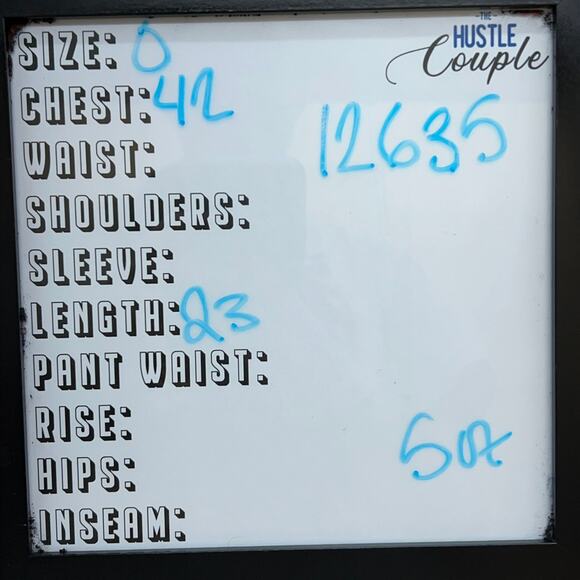 THE
HUSTLE
Couple
SIZE: 0
CHEST: 42
12635
WAIST:
SHOULDERS:
SLEEVE:
LENGTH: 23
PANT WAIST:
RISE:
HIPS:
5oz
INSEAM: